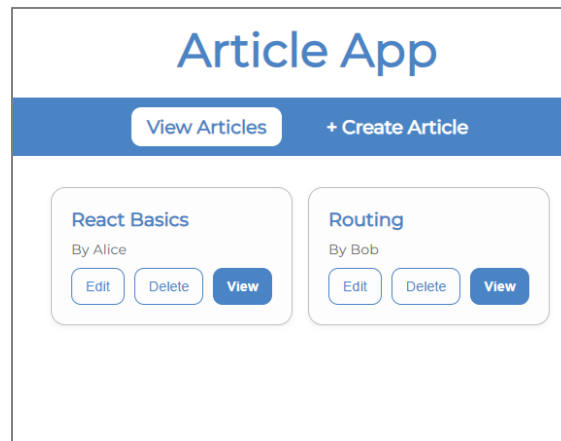 Article App
View Articles + Create Article
React Basics
By Alice
Edit Delete View
Routing
By Bob
Edit Delete View